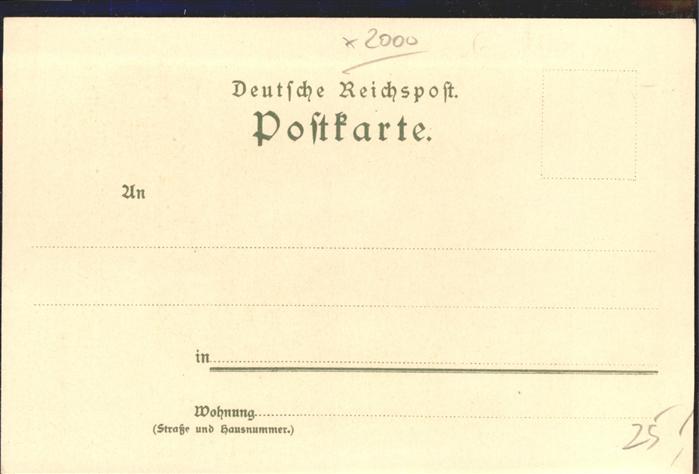 x 2000
Deutsche Reichspost.
Postkarte.
An
in
Wohnung
(Straße und Hausnummer.)
25